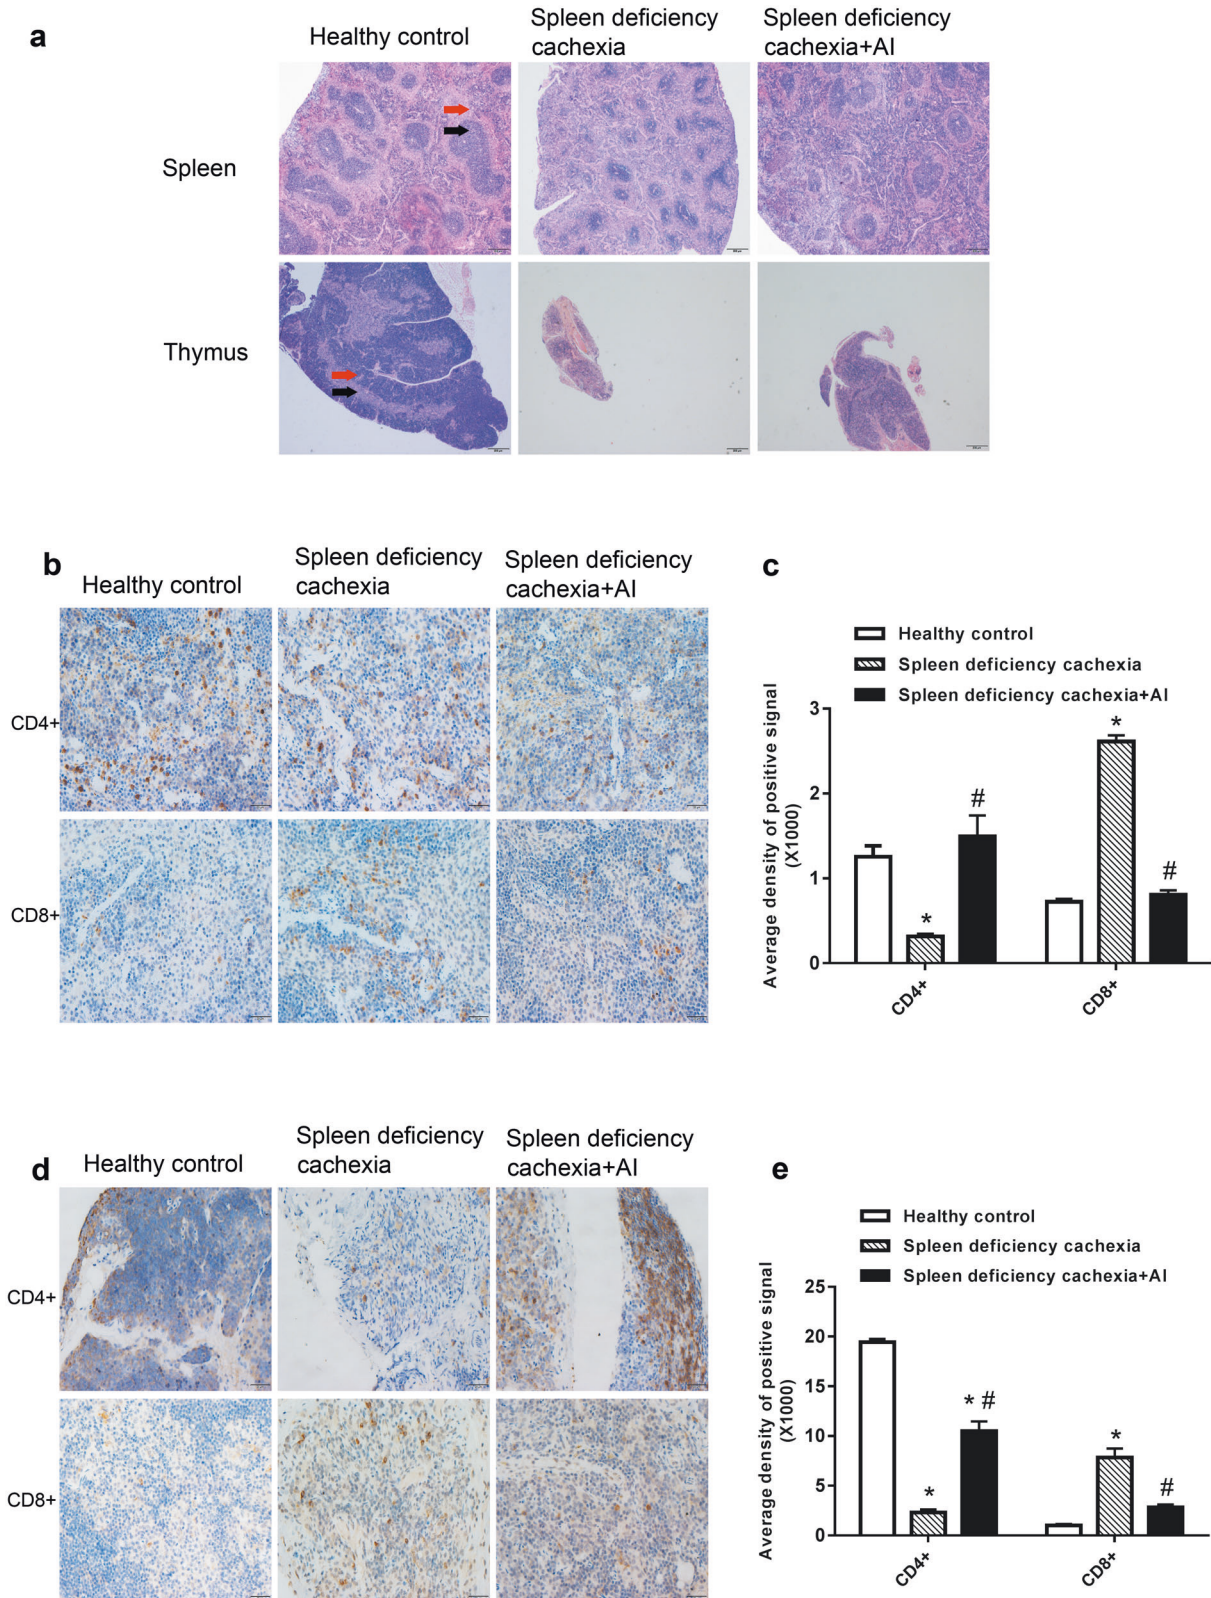 a
Healthy control
Spleen deficiency
cachexia
Spleen deficiency
cachexia+AI
Spleen
Thymus
b
Healthy control
Spleen deficiency
cachexia
Spleen deficiency
cachexia+AI
CD4+
CD8+
c
Healthy control
Spleen deficiency cachexia
Spleen deficiency cachexia+AI
Average density of positive signal
(X1000)
3
2
1
0
*
#
*
#
CD4+
CD8+
d
Healthy control
Spleen deficiency
cachexia
Spleen deficiency
cachexia+AI
CD4+
CD8+
e
Healthy control
Spleen deficiency cachexia
Spleen deficiency cachexia+AI
Average density of positive signal
(X1000)
25
20
15
10
5
0
*
* #
*
#
CD4+
CD8+